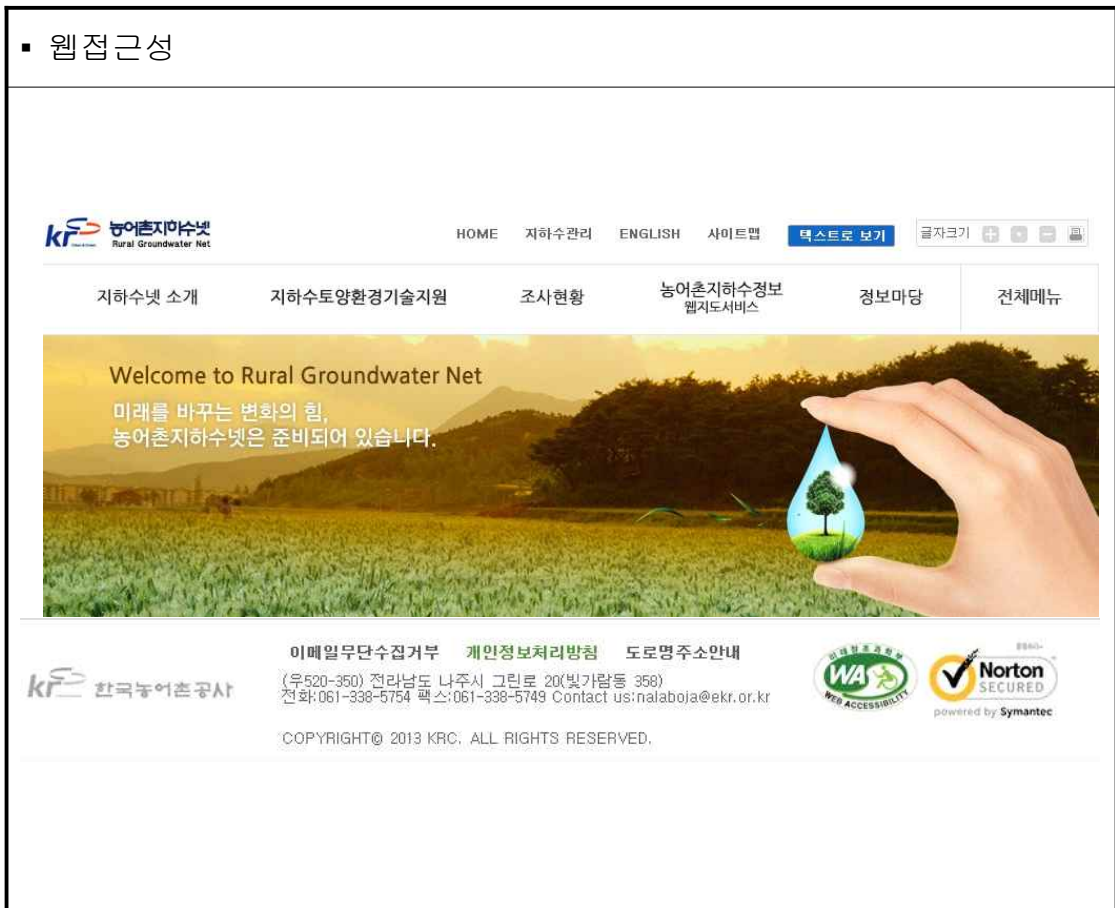 ▪ 웹접근성
kr 농어촌지하수넷
Rural Groundwater Net
HOME 지하수관리 ENGLISH 사이트맵 텍스트로 보기 글자크기
지하수넷 소개 지하수토양환경기술지원 조사현황 농어촌지하수정보 정보마당 전체메뉴
웹지도서비스
Welcome to Rural Groundwater Net
미래를 바꾸는 변화의 힘,
농어촌지하수넷은 준비되어 있습니다.
이메일무단수집거부 개인정보처리방침 도로명주소안내
kr 한국농어촌공사
(우520-350) 전라남도 나주시 그린로 20(빛가람동 358)
전화:061-338-5754 팩스:061-338-5749 Contact us:nalaboja@ekr.or.kr
COPYRIGHT© 2013 KRC. ALL RIGHTS RESERVED.
미래창조과학부
WA
WEB ACCESSIBILITY
Norton
SECURED
powered by Symantec